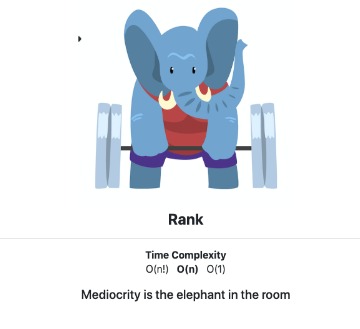 Rank
Time Complexity
O(n!) O(n) O(1)
Mediocrity is the elephant in the room